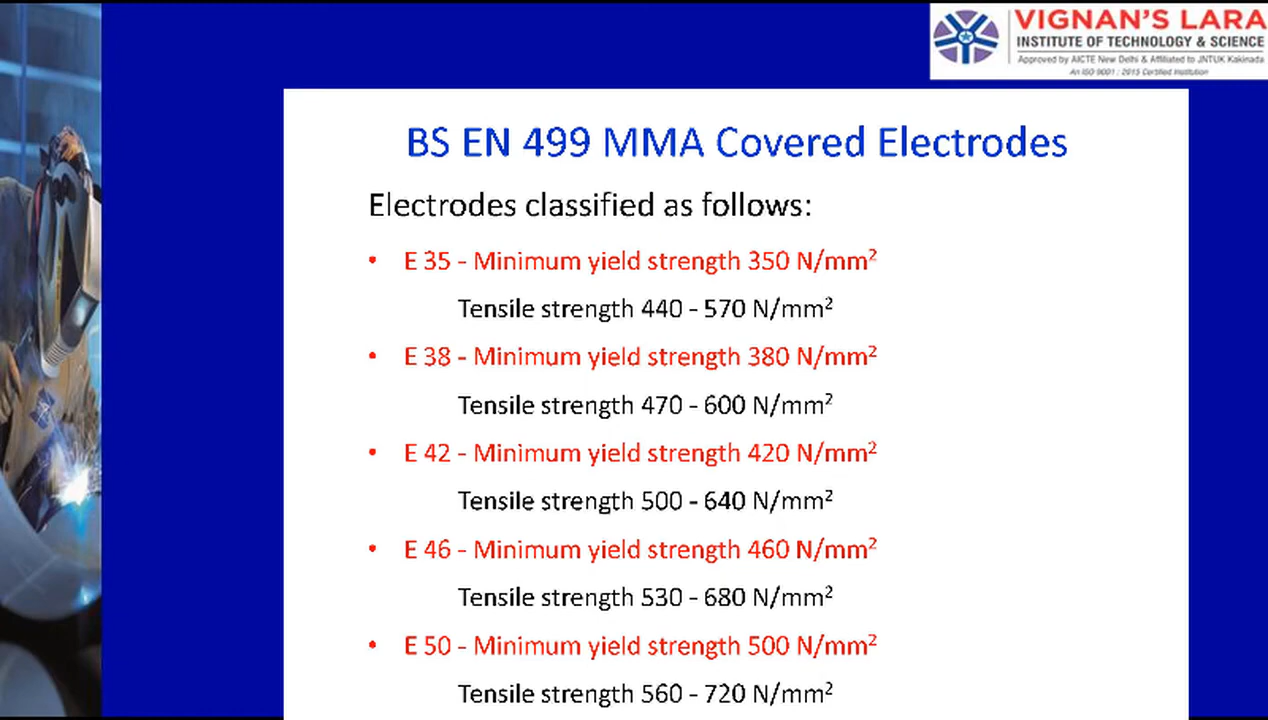 VIGNAN'S LARA
INSTITUTE OF TECHNOLOGY & SCIENCE
Approved by AICTE New Delhi & Affiliated to JNTUK Kakinada
An ISO 9001 : 2015 Certified Institution
BS EN 499 MMA Covered Electrodes
Electrodes classified as follows:
• E 35 - Minimum yield strength 350 N/mm²
Tensile strength 440 - 570 N/mm²
• E 38 - Minimum yield strength 380 N/mm²
Tensile strength 470 - 600 N/mm²
• E 42 - Minimum yield strength 420 N/mm²
Tensile strength 500 - 640 N/mm²
• E 46 - Minimum yield strength 460 N/mm²
Tensile strength 530 - 680 N/mm²
• E 50 - Minimum yield strength 500 N/mm²
Tensile strength 560 - 720 N/mm²